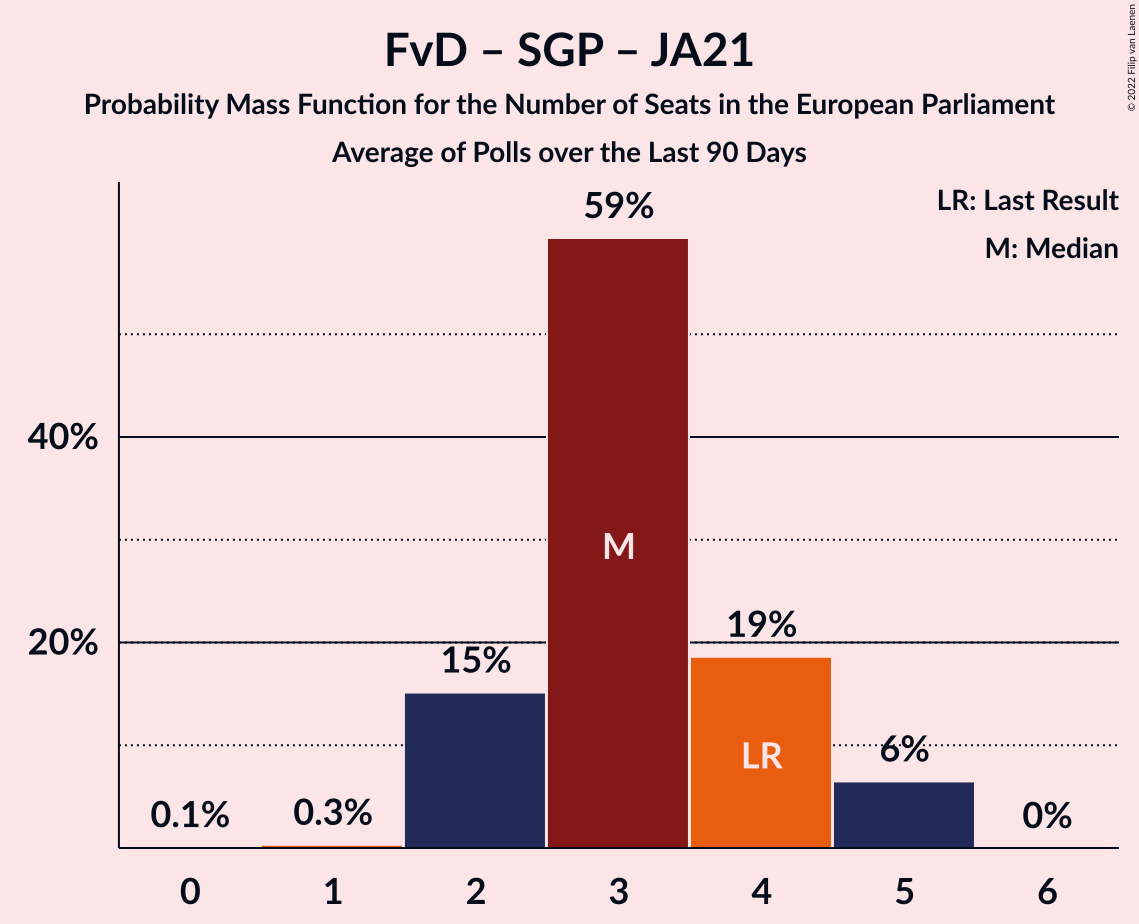 FvD – SGP – JA21
Probability Mass Function for the Number of Seats in the European Parliament
Average of Polls over the Last 90 Days
© 2022 Filip van Laenen
LR: Last Result
M: Median
59%
40%
M
20%
19%
15%
LR
6%
0.1%
0.3%
0%
0 1 2 3 4 5 6